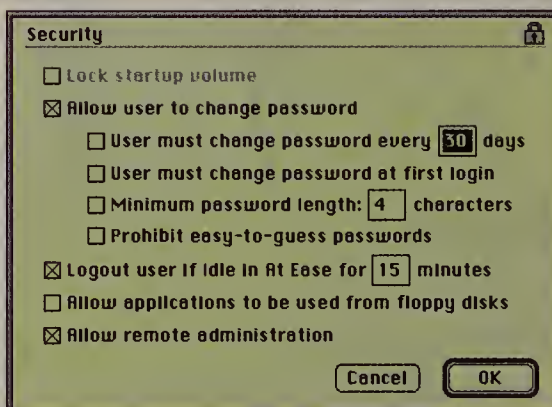 Security
Lock startup volume
Allow user to change password
User must change password every 30 days
User must change password at first login
Minimum password length: 4 characters
Prohibit easy-to-guess passwords
Logout user if idle in At Ease for 15 minutes
Allow applications to be used from floppy disks
Allow remote administration
Cancel OK